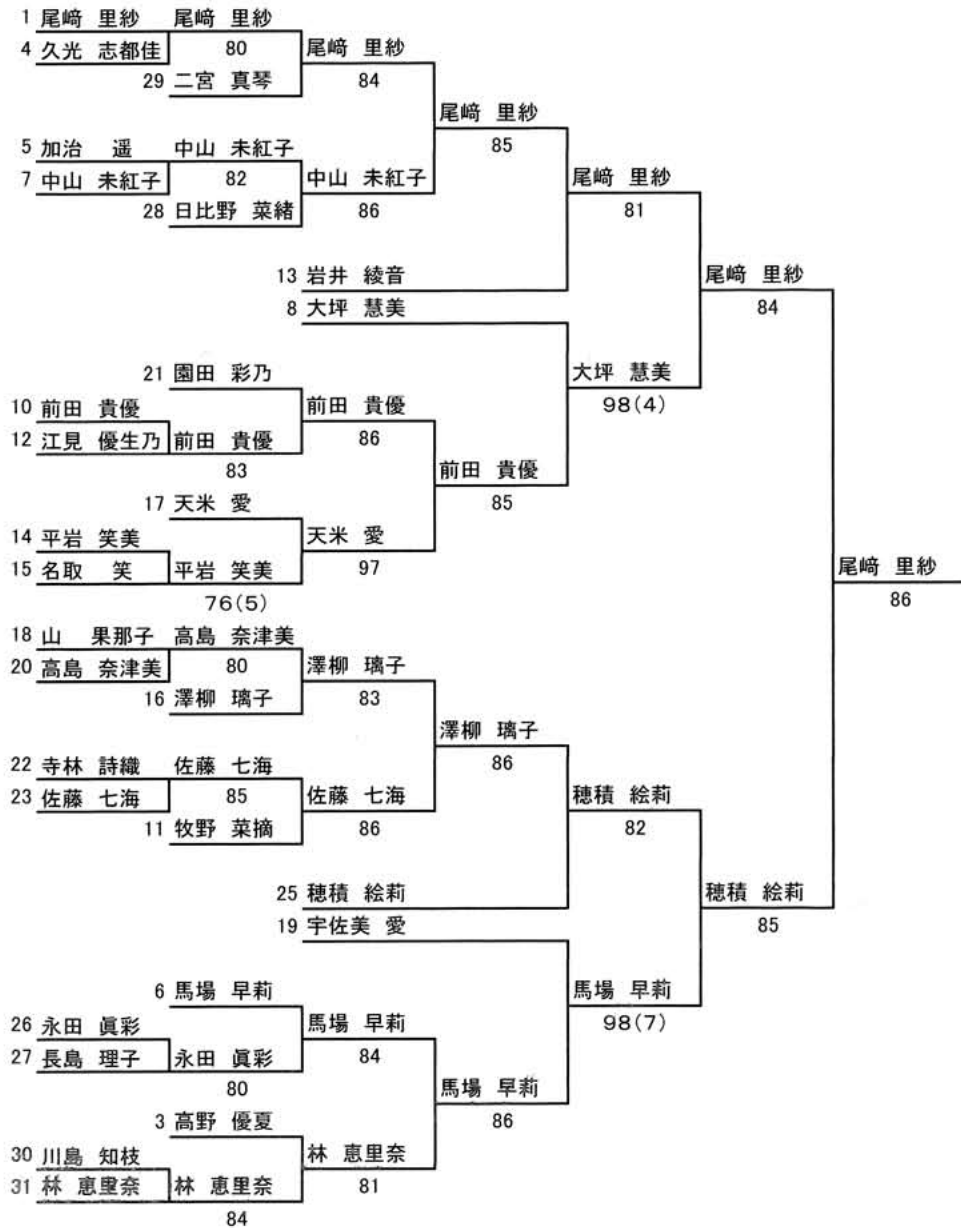 1 尾﨑 里紗 尾﨑 里紗
4 久光 志都佳 80 尾﨑 里紗
29 二宮 真琴 84
尾﨑 里紗
85
5 加治 遥 中山 未紅子
7 中山 未紅子 82 中山 未紅子 尾﨑 里紗
86 81
28 日比野 菜緒
13 岩井 綾音 尾﨑 里紗
8 大坪 慧美 84
21 園田 彩乃 大坪 慧美
98(4)
10 前田 貴優 前田 貴優
12 江見 優生乃 前田 貴優 86
83 前田 貴優
85
17 天米 愛
14 平岩 笑美 天米 愛
15 名取 笑 平岩 笑美 97 尾﨑 里紗
76(5) 86
18 山 果那子 高島 奈津美
20 高島 奈津美 80 澤柳 璃子
16 澤柳 璃子 83
澤柳 璃子
86
22 寺林 詩織 佐藤 七海
23 佐藤 七海 85 佐藤 七海 穂積 絵莉
86 82
11 牧野 菜摘
25 穂積 絵莉 穂積 絵莉
19 宇佐美 愛 85
6 馬場 早莉 馬場 早莉
98(7)
26 永田 眞彩 馬場 早莉
27 長島 理子 永田 眞彩 84
80 馬場 早莉
86
3 高野 優夏
30 川島 知枝 林 恵里奈
31 林 恵里奈 林 恵里奈 81
84